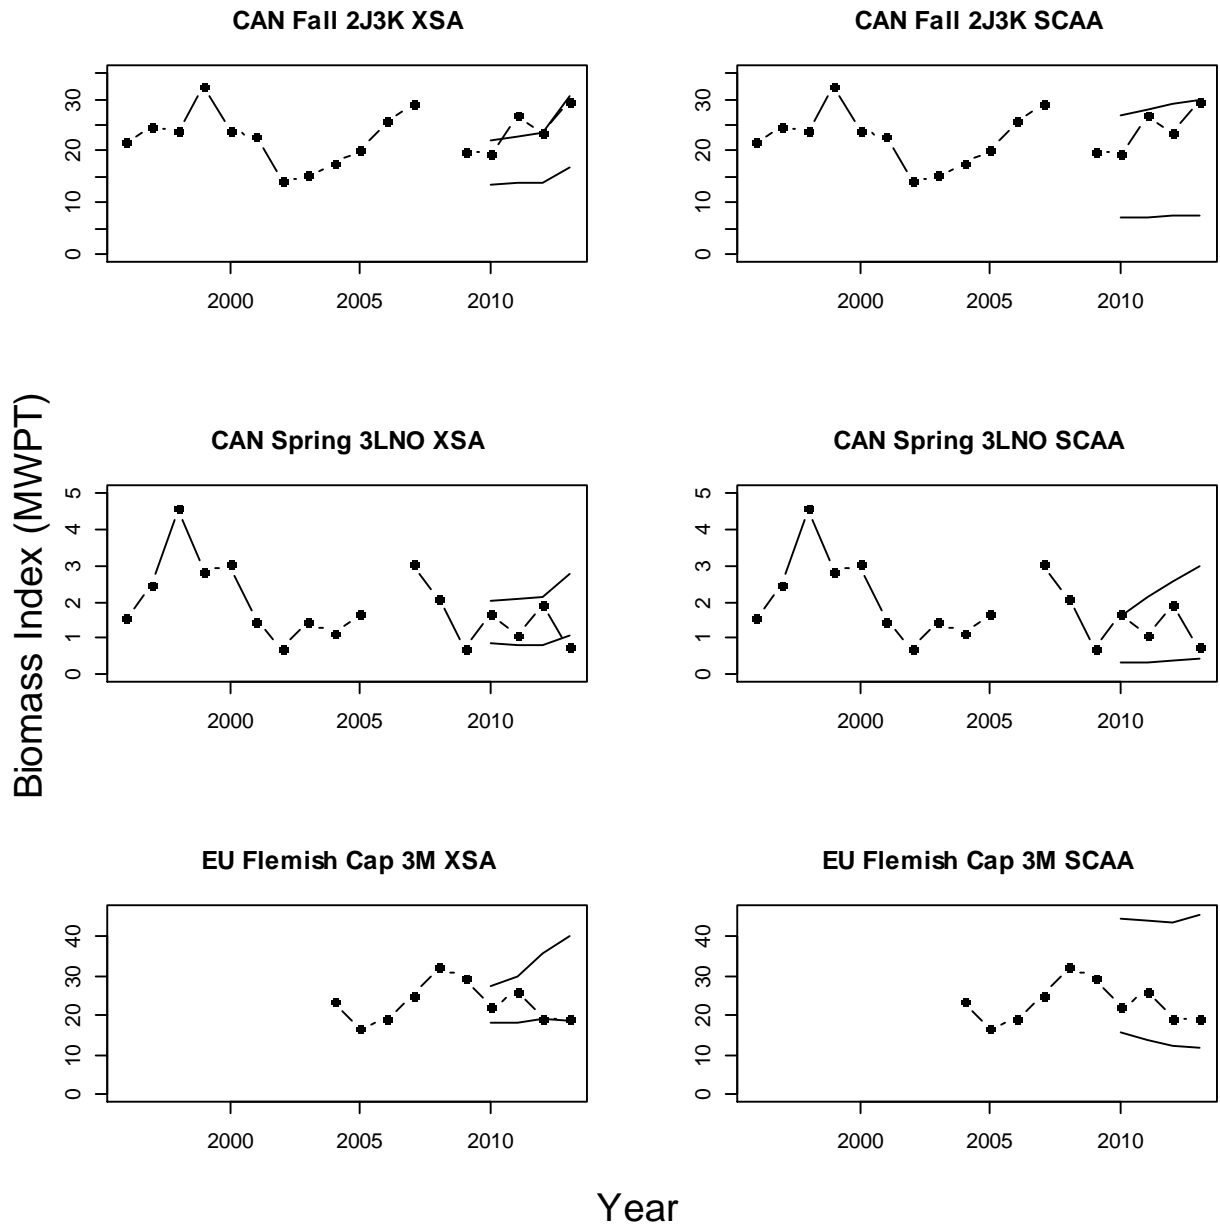 CAN Fall 2J3K XSA
CAN Fall 2J3K SCAA
30
20
10
0
2000 2005 2010
30
20
10
0
2000 2005 2010
Biomass Index (MWPT)
CAN Spring 3LNO XSA
CAN Spring 3LNO SCAA
5
4
3
2
1
0
2000 2005 2010
5
4
3
2
1
0
2000 2005 2010
EU Flemish Cap 3M XSA
EU Flemish Cap 3M SCAA
40
30
20
10
0
2000 2005 2010
40
30
20
10
0
2000 2005 2010
Year